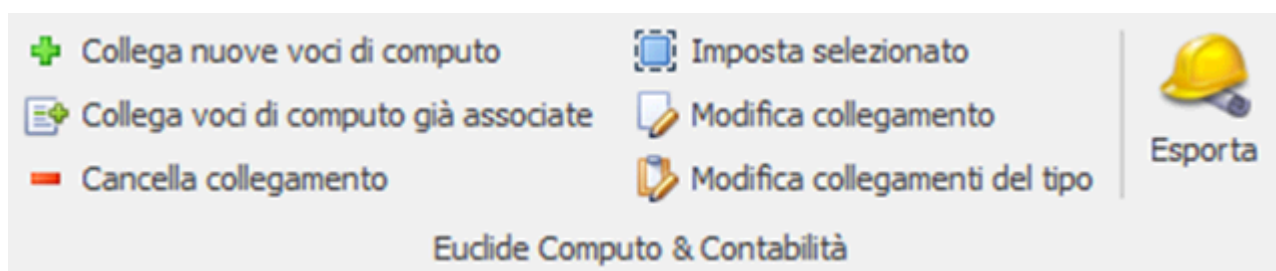 Collega nuove voci di computo
Collega voci di computo già associate
Cancella collegamento
Imposta selezionato
Modifica collegamento
Modifica collegamenti del tipo
Esporta
Euclide Computo & Contabilità